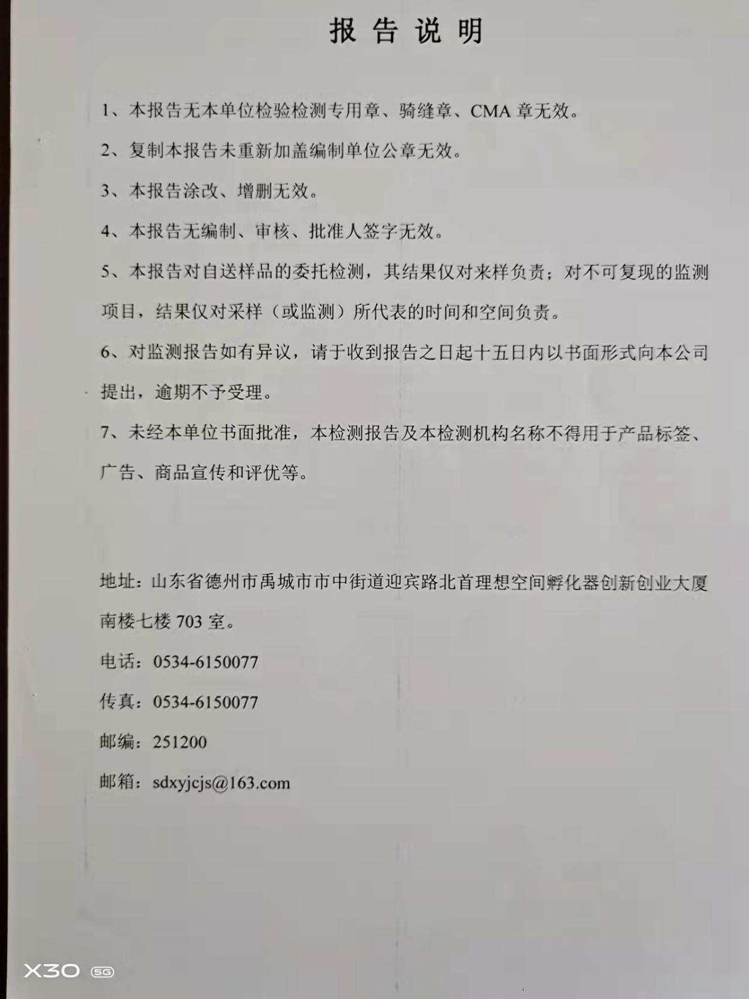 报告说明
1、本报告无本单位检验检测专用章、骑缝章、CMA 章无效。
2、复制本报告未重新加盖编制单位公章无效。
3、本报告涂改、增删无效。
4、本报告无编制、审核、批准人签字无效。
5、本报告对自送样品的委托检测，其结果仅对来样负责；对不可复现的监测
项目，结果仅对采样（或监测）所代表的时间和空间负责。
6、对监测报告如有异议，请于收到报告之日起十五日内以书面形式向本公司
提出，逾期不予受理。
7、未经本单位书面批准，本检测报告及本检测机构名称不得用于产品标签、
广告、商品宣传和评优等。
地址：山东省德州市禹城市市中街道迎宾路北首理想空间孵化器创新创业大厦
南楼七楼 703 室。
电话：0534-6150077
传真：0534-6150077
邮编：251200
邮箱：sdxyjcjs@163.com
X30 5G